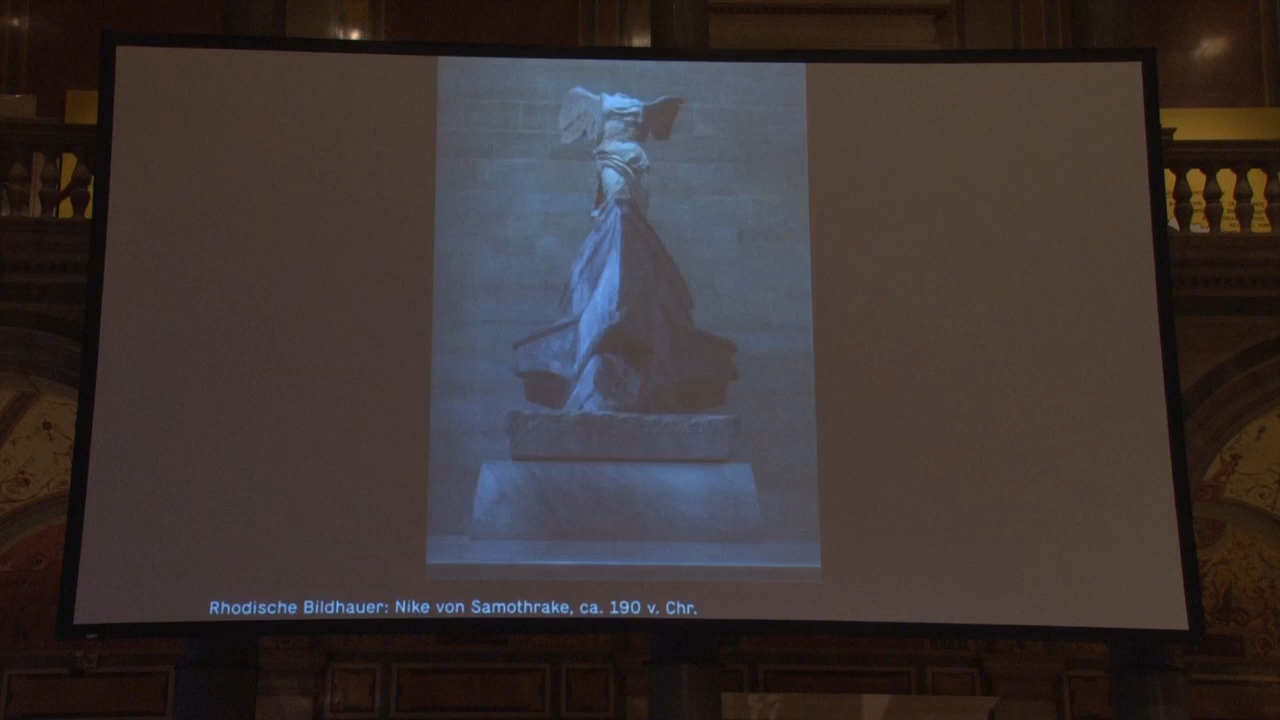 Rhodische Bildhauer: Nike von Samothrake, ca. 190 v. Chr.